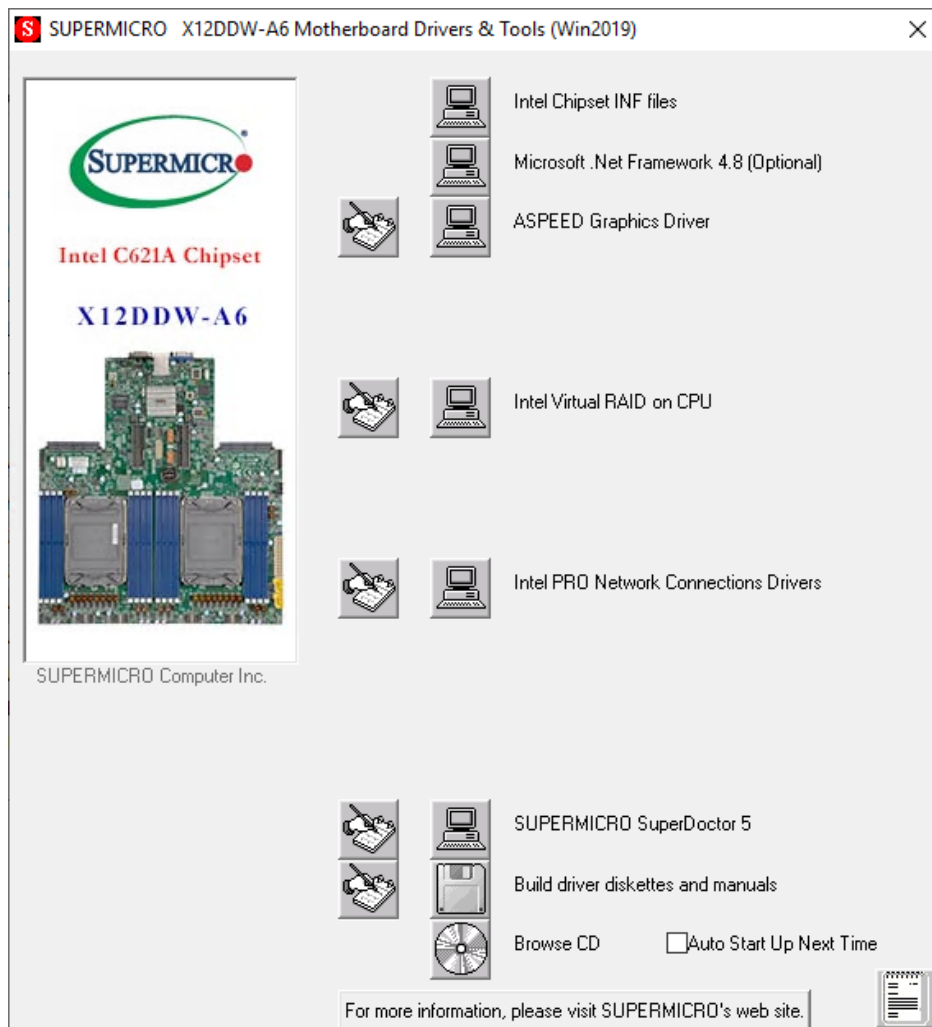 S SUPERMICRO X12DDW-A6 Motherboard Drivers & Tools (Win2019)
SUPERMICRO
Intel C621A Chipset
X12DDW-A6
SUPERMICRO Computer Inc.
Intel Chipset INF files
Microsoft .Net Framework 4.8 (Optional)
ASPEED Graphics Driver
Intel Virtual RAID on CPU
Intel PRO Network Connections Drivers
SUPERMICRO SuperDoctor 5
Build driver diskettes and manuals
Browse CD
Auto Start Up Next Time
For more information, please visit SUPERMICRO's web site.